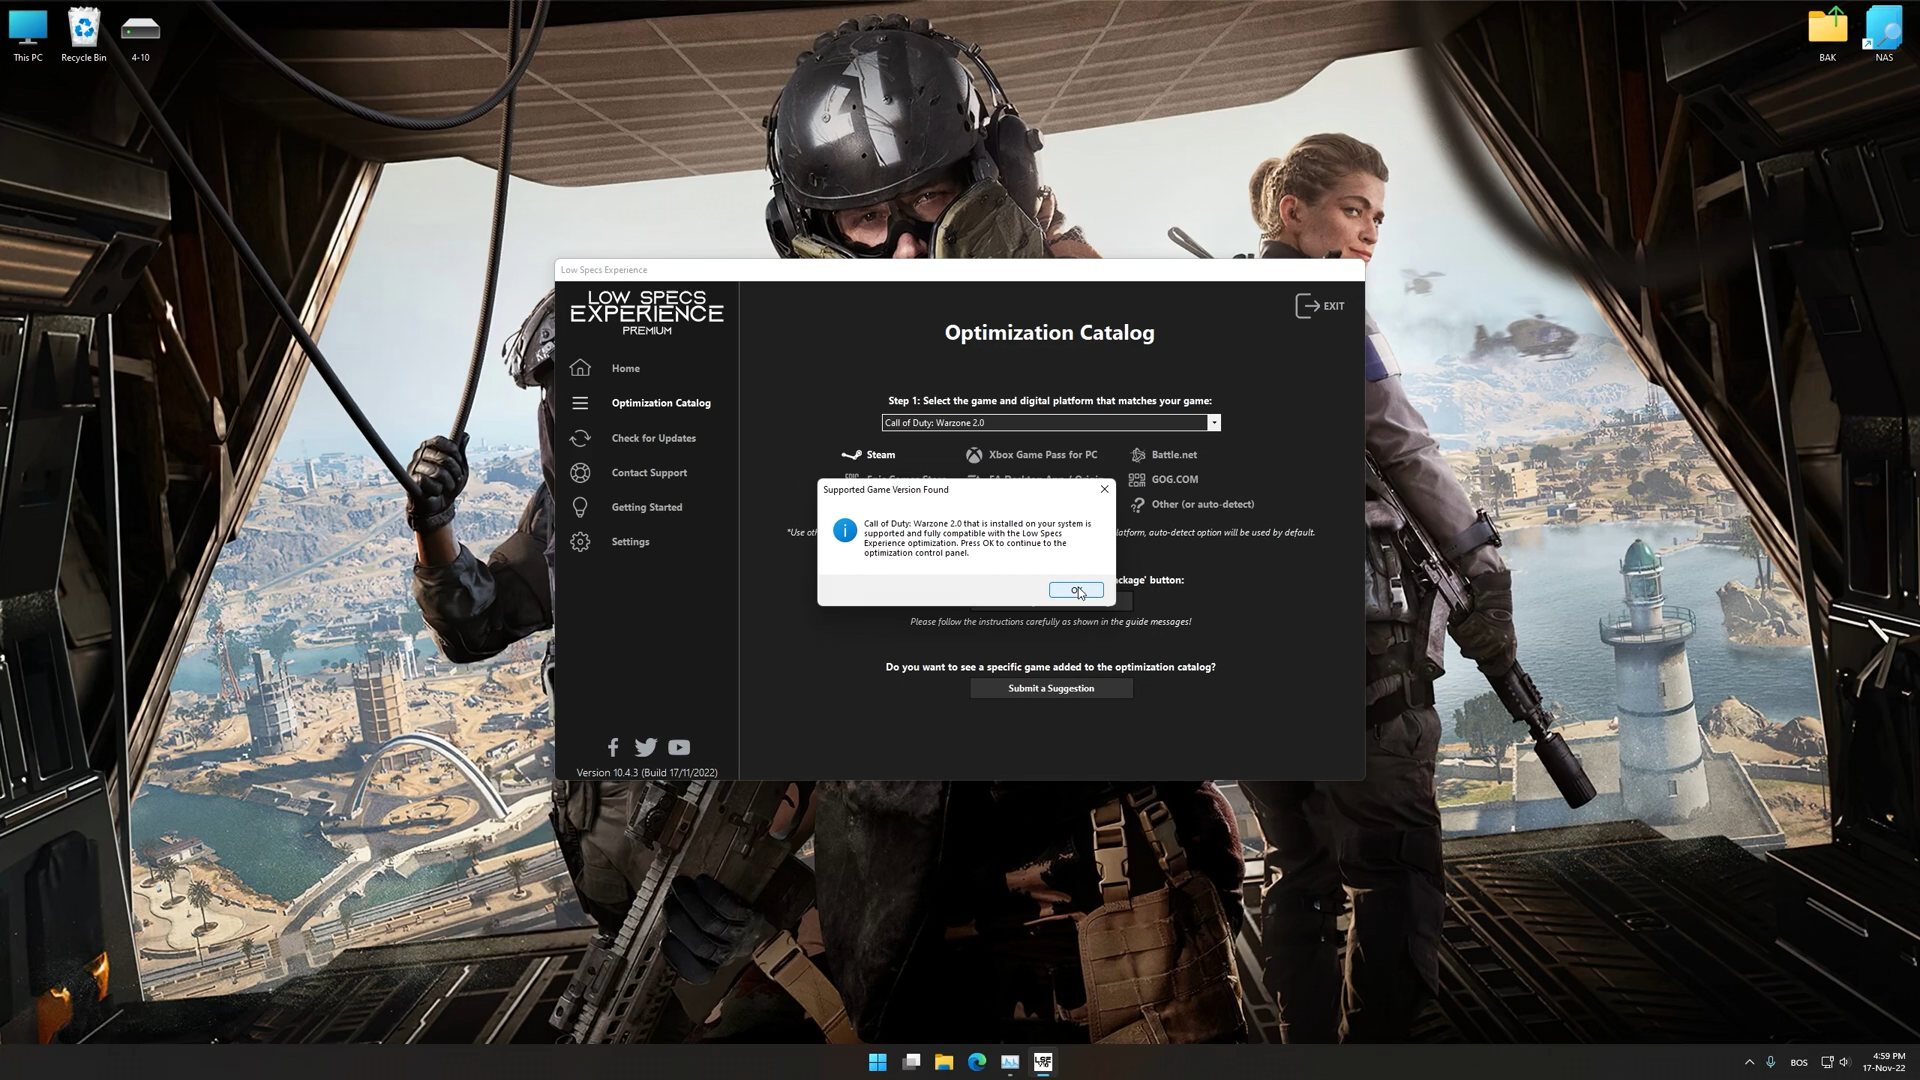 This PC
Recycle Bin
4-10
BAK
NAS
Low Specs Experience
LOW SPECS
EXPERIENCE
PREMIUM
Home
Optimization Catalog
Check for Updates
Contact Support
Getting Started
Settings
Version 10.4.3 (Build 17/11/2022)
EXIT
Optimization Catalog
Step 1: Select the game and digital platform that matches your game:
Call of Duty: Warzone 2.0
Steam
Xbox Game Pass for PC
Battle.net
GOG.COM
Other (or auto-detect)
latform, auto-detect option will be used by default.
Supported Game Version Found
Call of Duty: Warzone 2.0 that is installed on your system is
supported and fully compatible with the Low Specs
Experience optimization. Press OK to continue to the
optimization control panel.
OK
ckage' button:
Please follow the instructions carefully as shown in the guide messages!
Do you want to see a specific game added to the optimization catalog?
Submit a Suggestion
LSE
BOS
4:59 PM
17-Nov-22